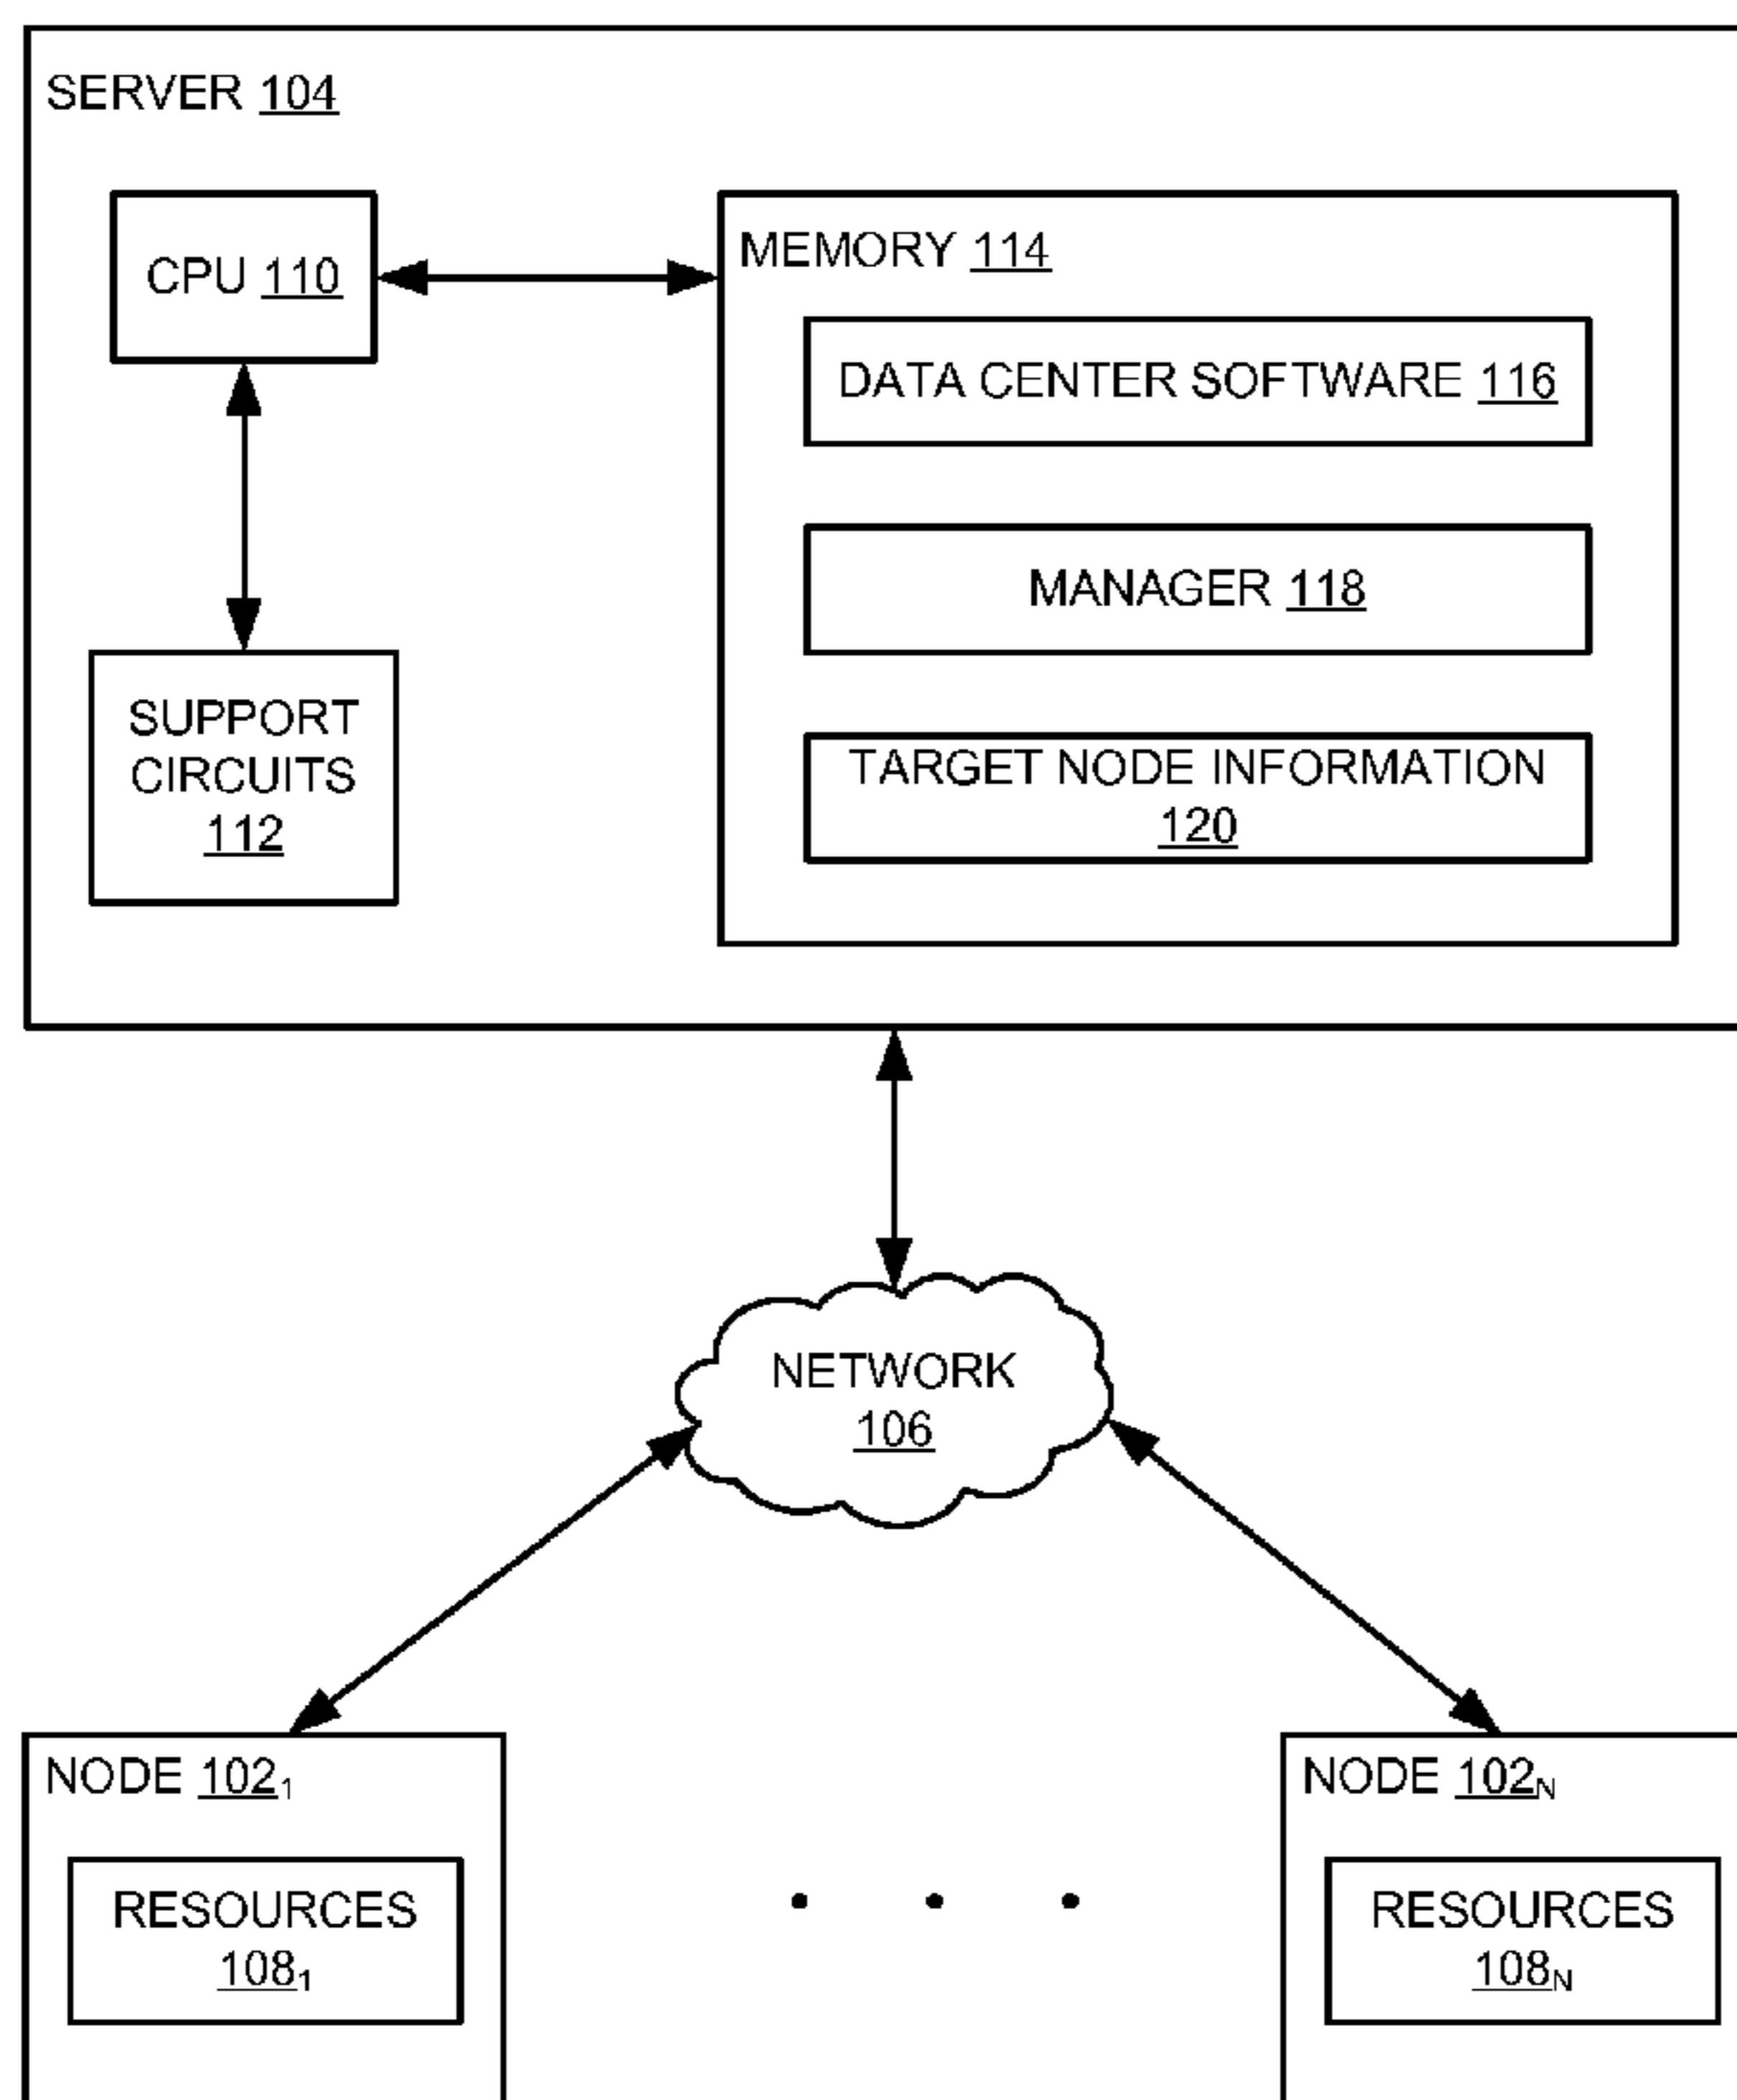 SERVER 104
CPU 110
MEMORY 114
DATA CENTER SOFTWARE 116
MANAGER 118
SUPPORT
CIRCUITS
112
TARGET NODE INFORMATION
120
NETWORK
106
NODE 102₁
RESOURCES
108₁
NODE 102N
RESOURCES
108N